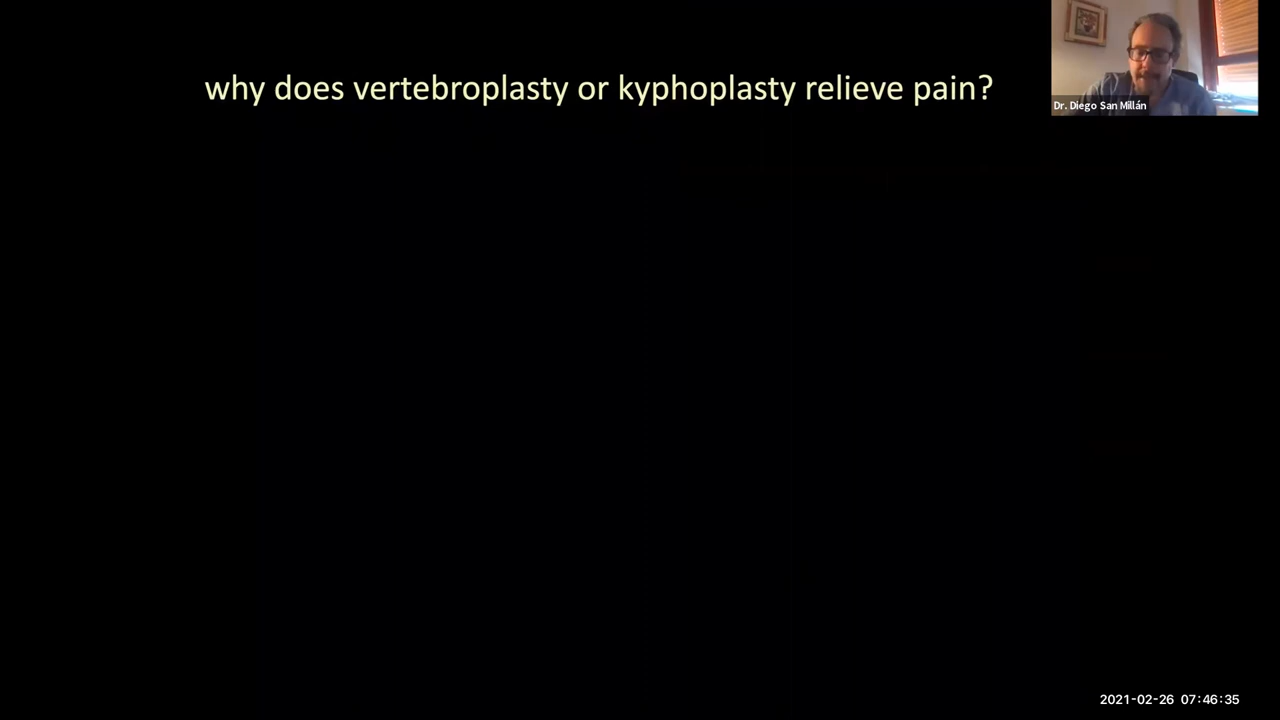 why does vertebroplasty or kyphoplasty relieve pain?
Dr. Diego San Millán
2021-02-26 07:46:35